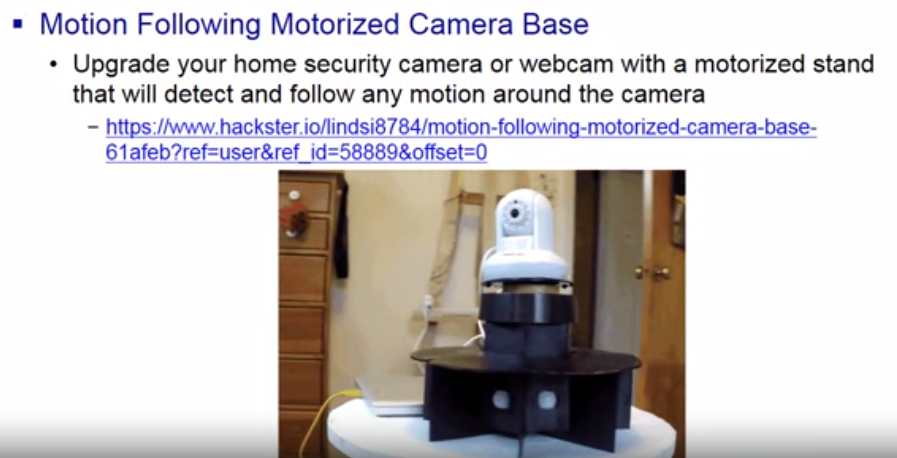 ▪ Motion Following Motorized Camera Base
• Upgrade your home security camera or webcam with a motorized stand
that will detect and follow any motion around the camera
– https://www.hackster.io/lindsi8784/motion-following-motorized-camera-base-
61afeb?ref=user&ref_id=58889&offset=0